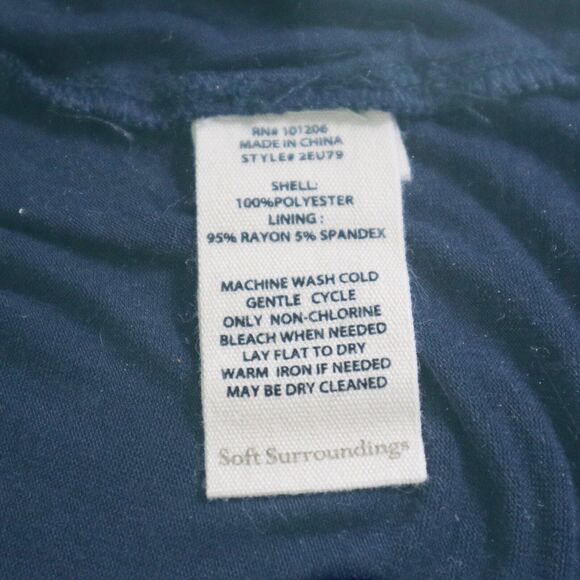 RN# 101206
MADE IN CHINA
STYLE# 2EU79
SHELL:
100%POLYESTER
LINING :
95% RAYON 5% SPANDEX
MACHINE WASH COLD
GENTLE CYCLE
ONLY NON-CHLORINE
BLEACH WHEN NEEDED
LAY FLAT TO DRY
WARM IRON IF NEEDED
MAY BE DRY CLEANED
Soft Surroundings